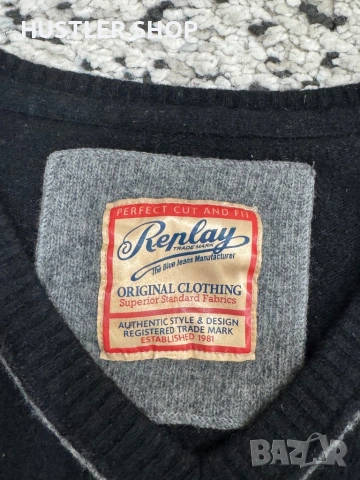 HUSTLER SHOP
PERFECT CUT AND FIT
Replay
TRADE MARK
The Blue Jeans Manufacturer
ORIGINAL CLOTHING
Superior Standard Fabrics
AUTHENTIC STYLE & DESIGN
REGISTERED TRADE MARK
ESTABLISHED 1981
BAZAR